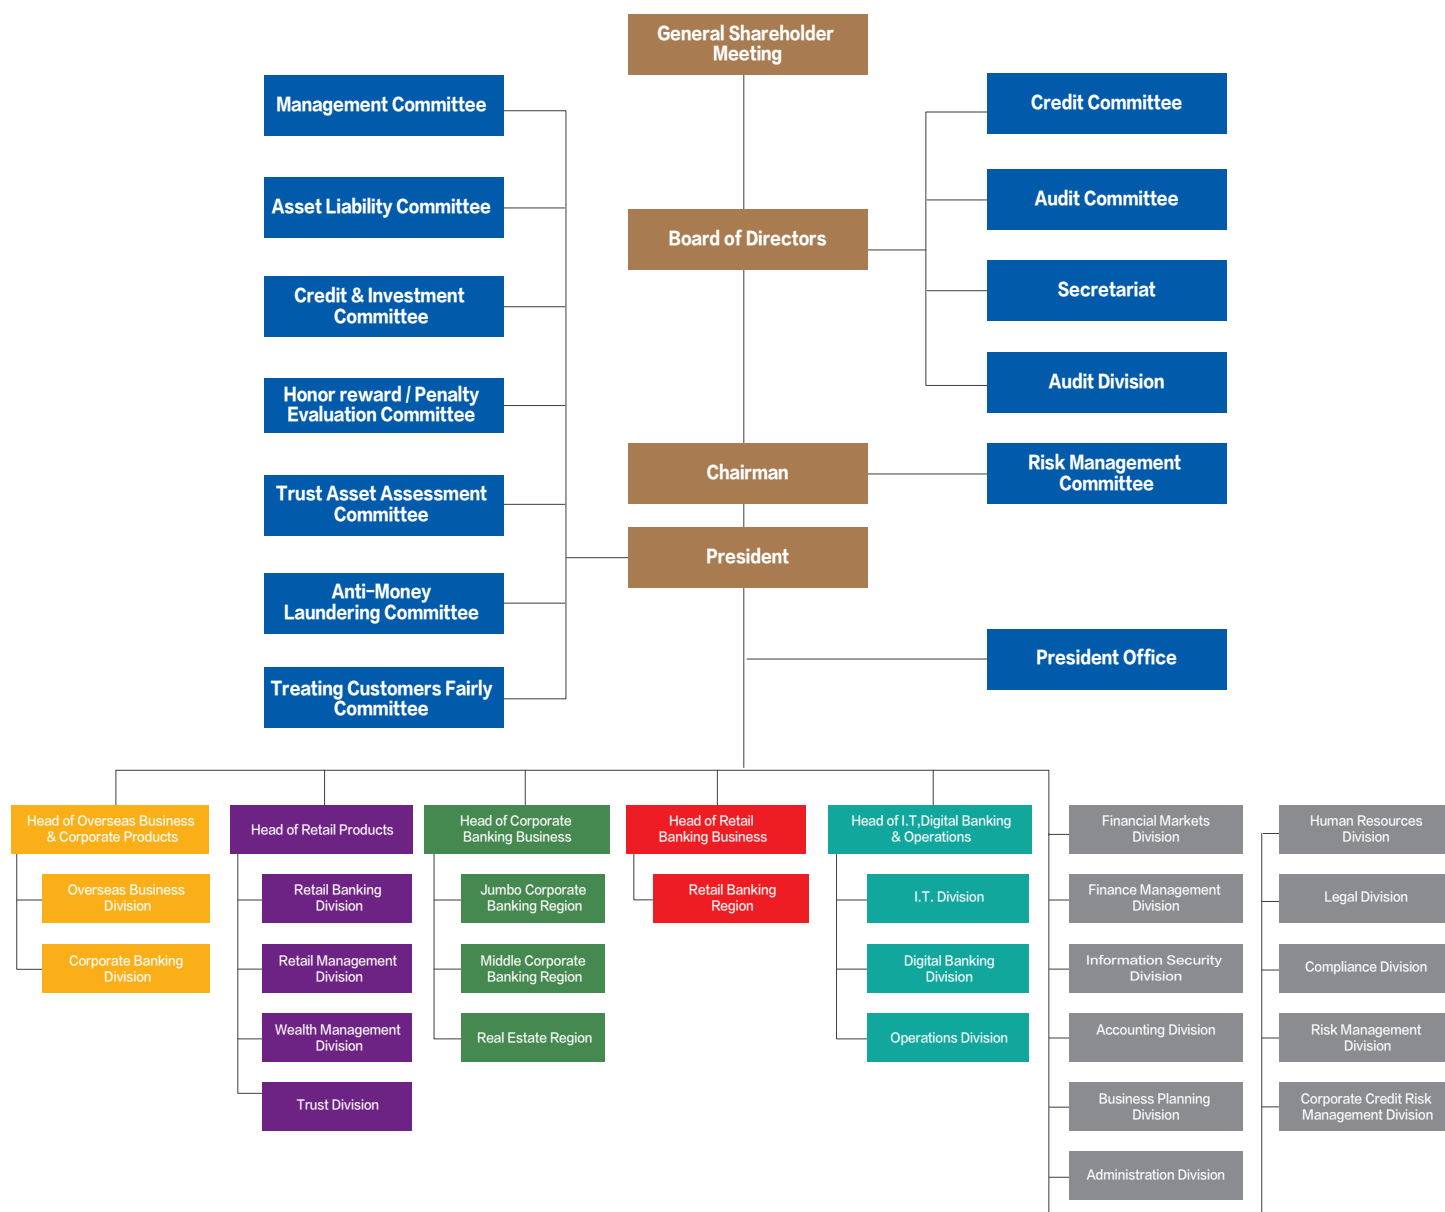 General Shareholder
Meeting
Management Committee
Credit Committee
Asset Liability Committee
Audit Committee
Board of Directors
Credit & Investment
Committee
Secretariat
Honor reward / Penalty
Evaluation Committee
Audit Division
Chairman
Risk Management
Committee
Trust Asset Assessment
Committee
President
Anti-Money
Laundering Committee
President Office
Treating Customers Fairly
Committee
Head of Overseas Business
& Corporate Products
Overseas Business
Division
Corporate Banking
Division
Head of Retail Products
Retail Banking
Division
Retail Management
Division
Wealth Management
Division
Trust Division
Head of Corporate
Banking Business
Jumbo Corporate
Banking Region
Middle Corporate
Banking Region
Real Estate Region
Head of Retail
Banking Business
Retail Banking
Region
Head of I.T,Digital Banking
& Operations
I.T. Division
Digital Banking
Division
Operations Division
Financial Markets
Division
Finance Management
Division
Information Security
Division
Accounting Division
Business Planning
Division
Administration Division
Human Resources
Division
Legal Division
Compliance Division
Risk Management
Division
Corporate Credit Risk
Management Division